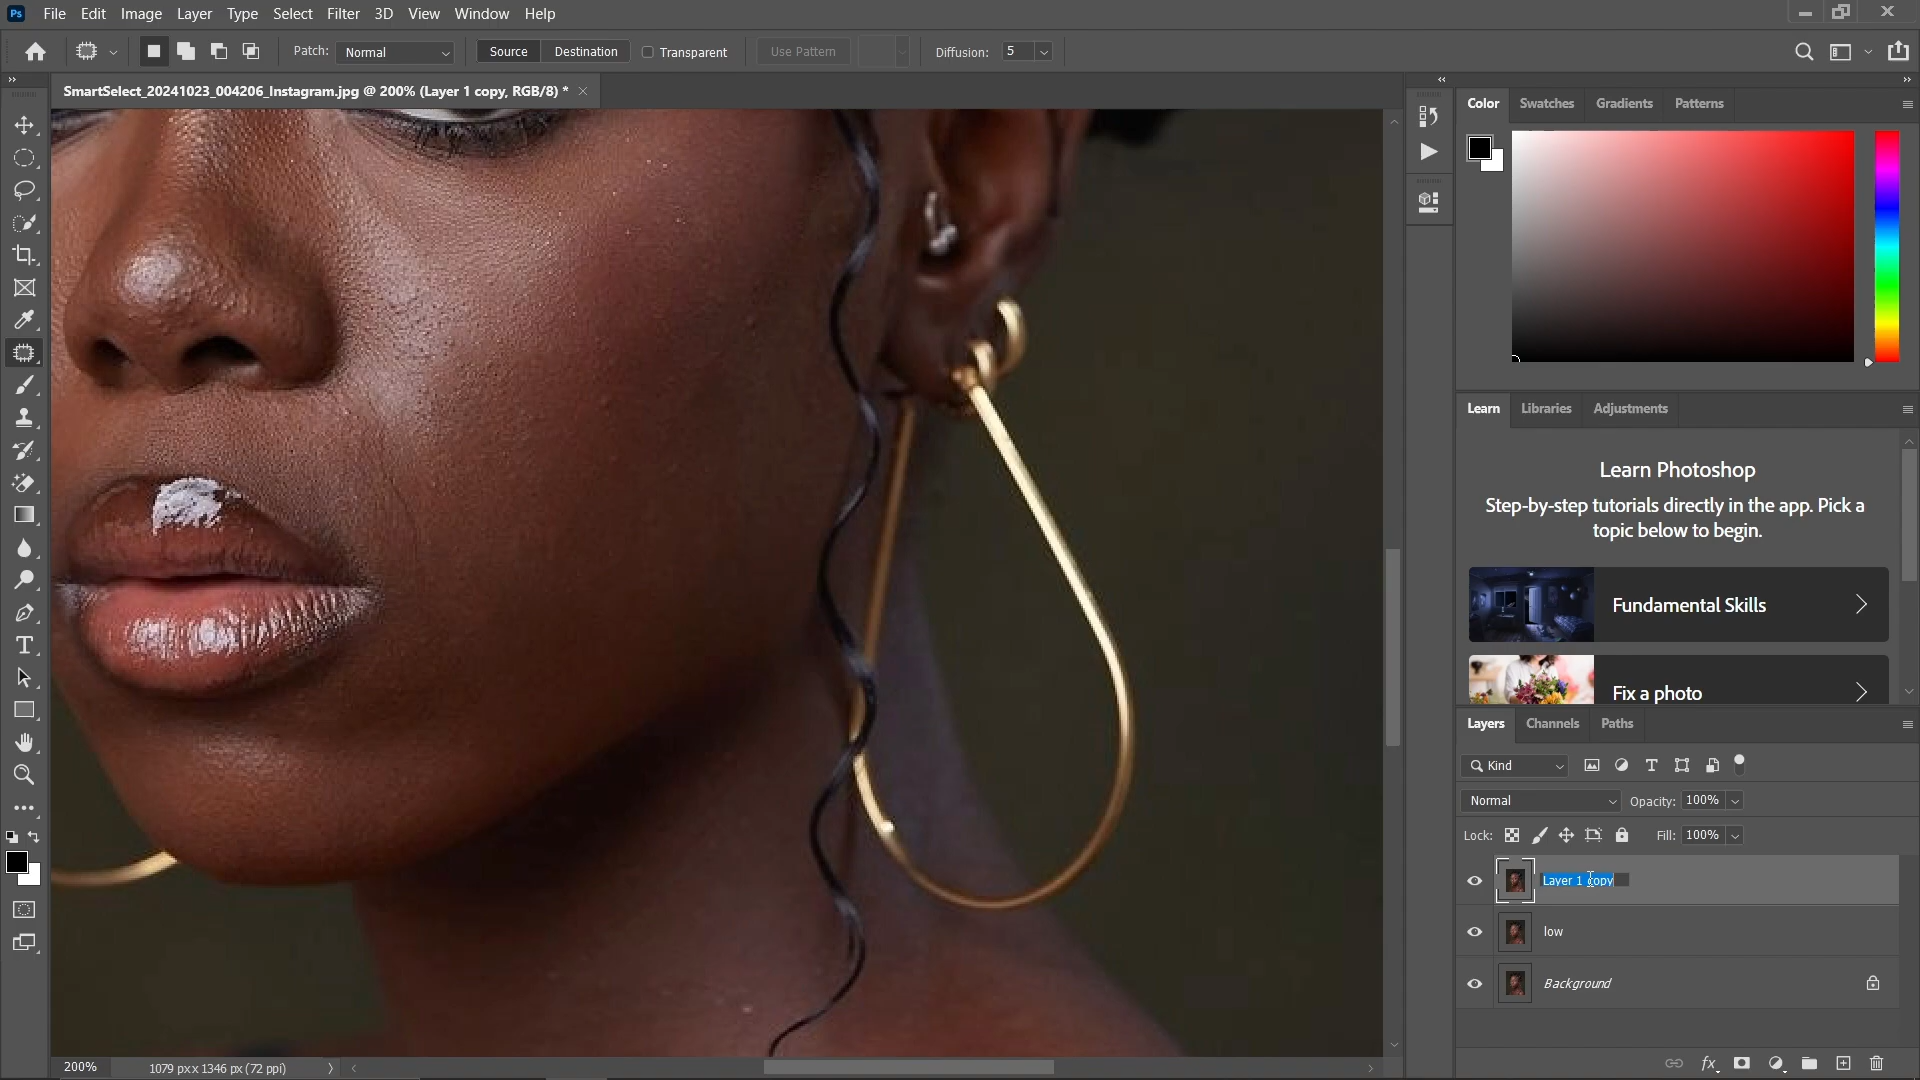 Ps File Edit Image Layer Type Select Filter 3D View Window Help
Patch: Normal Source Destination Transparent Use Pattern Diffusion: 5
SmartSelect_20241023_004206_Instagram.jpg @ 200% (Layer 1 copy, RGB/8) *
Color Swatches Gradients Patterns
Learn Libraries Adjustments
Learn Photoshop
Step-by-step tutorials directly in the app. Pick a
topic below to begin.
Fundamental Skills
Fix a photo
Layers Channels Paths
Kind
Normal Opacity: 100%
Lock: Fill: 100%
Layer 1 copy
low
Background
fx
200% 1079 px x 1346 px (72 ppi)